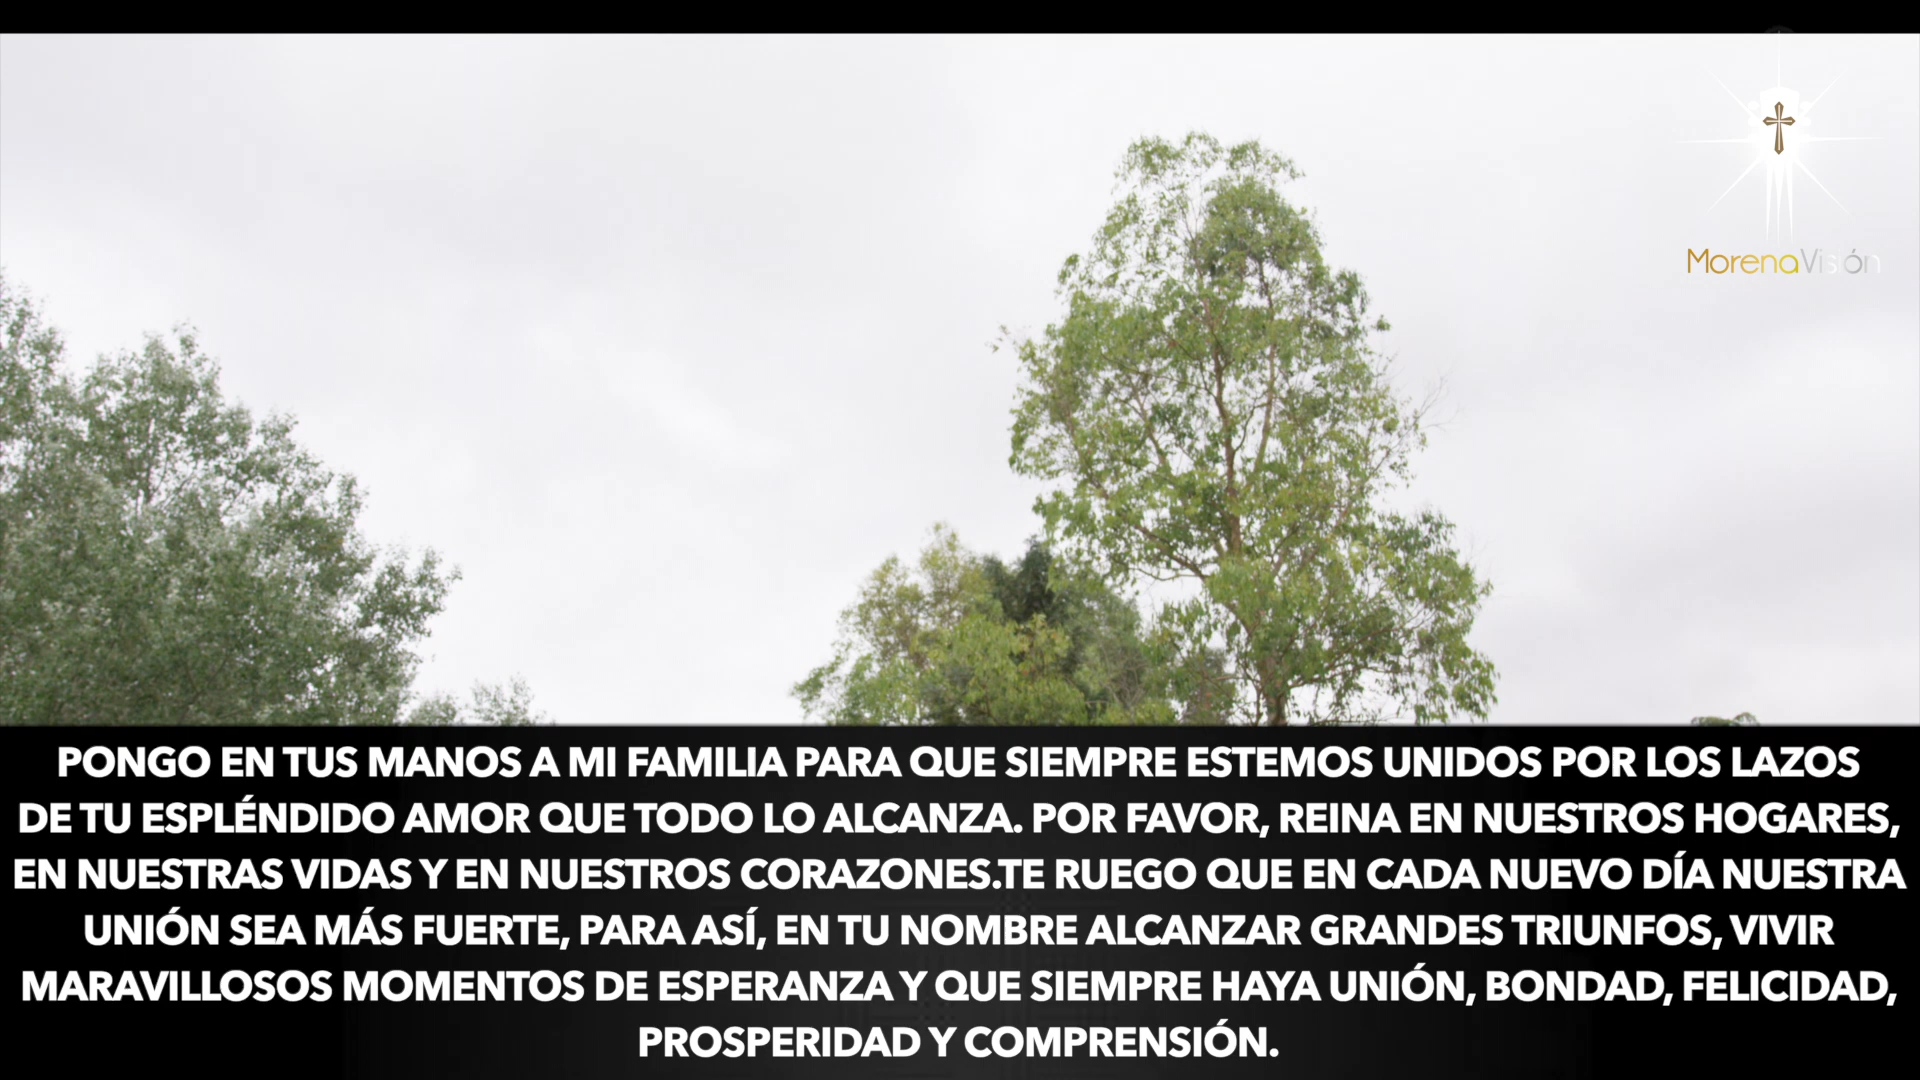 MorenaVisión
PONGO EN TUS MANOS A MI FAMILIA PARA QUE SIEMPRE ESTEMOS UNIDOS POR LOS LAZOS
DE TU ESPLÉNDIDO AMOR QUE TODO LO ALCANZA. POR FAVOR, REINA EN NUESTROS HOGARES,
EN NUESTRAS VIDAS Y EN NUESTROS CORAZONES.TE RUEGO QUE EN CADA NUEVO DÍA NUESTRA
UNIÓN SEA MÁS FUERTE, PARA ASÍ, EN TU NOMBRE ALCANZAR GRANDES TRIUNFOS, VIVIR
MARAVILLOSOS MOMENTOS DE ESPERANZA Y QUE SIEMPRE HAYA UNIÓN, BONDAD, FELICIDAD,
PROSPERIDAD Y COMPRENSIÓN.